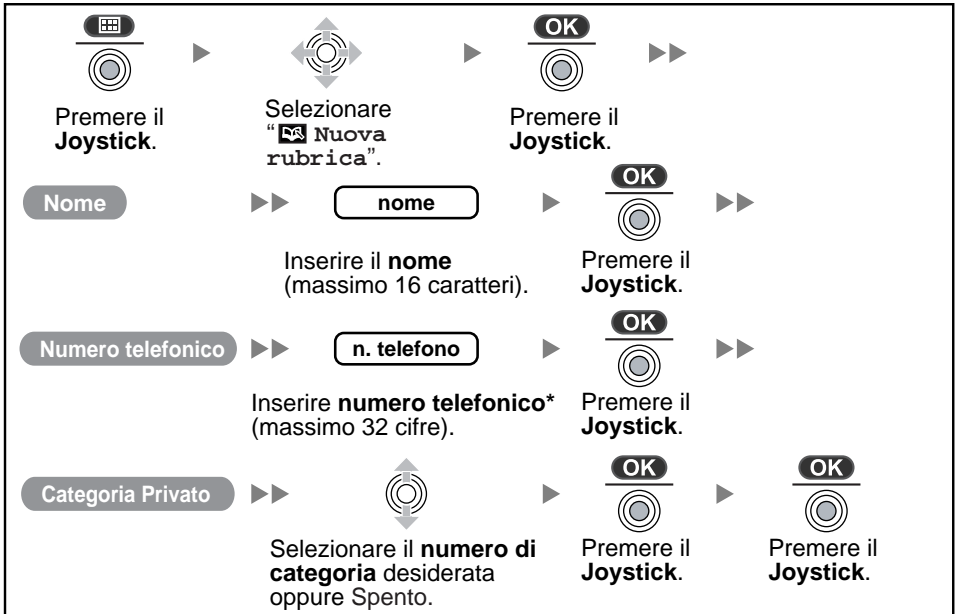 OK
OK
Premere il
Joystick.
Selezionare
“ Nuova
rubrica”.
Premere il
Joystick.
Nome
nome
OK
Inserire il nome
(massimo 16 caratteri).
Premere il
Joystick.
Numero telefonico
n. telefono
OK
Inserire numero telefonico*
(massimo 32 cifre).
Premere il
Joystick.
Categoria Privato
OK
OK
Selezionare il numero di
categoria desiderata
oppure Spento.
Premere il
Joystick.
Premere il
Joystick.